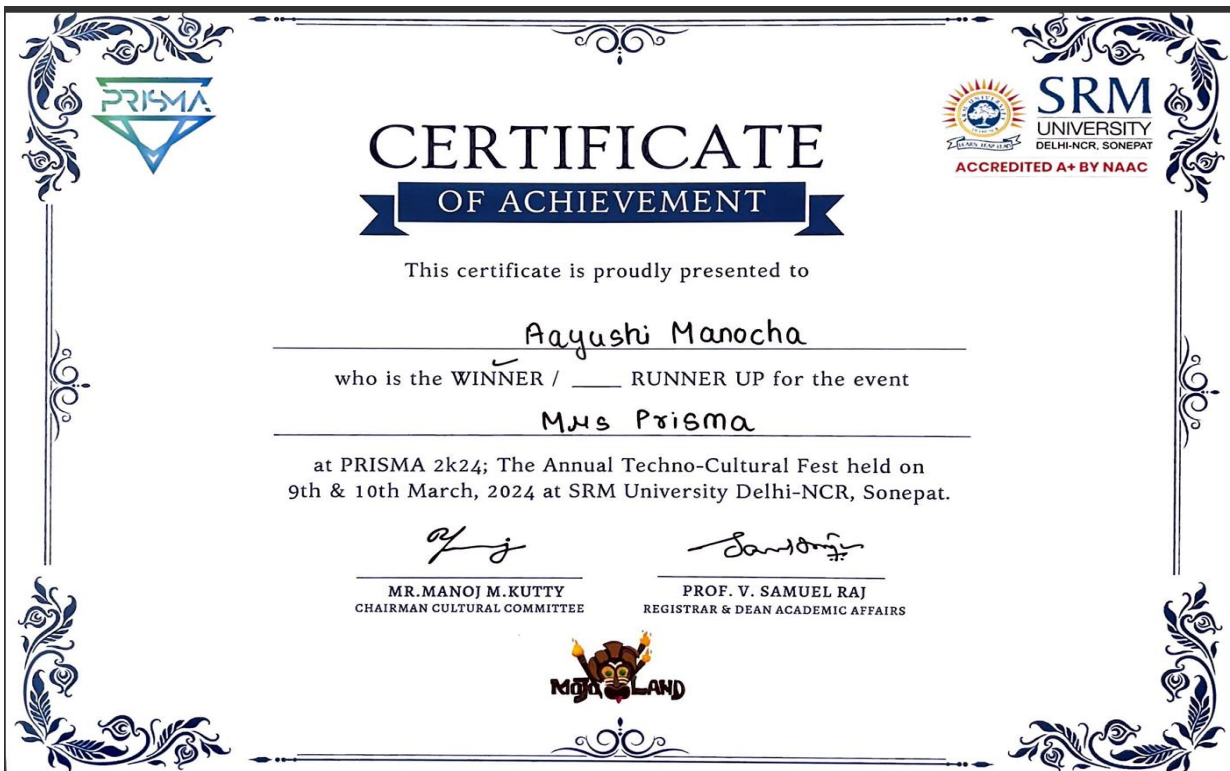 PRISMA
SRM
UNIVERSITY
DELHI-NCR, SONEPAT
ACCREDITED A+ BY NAAC
CERTIFICATE
OF ACHIEVEMENT
This certificate is proudly presented to
Aayushi Manocha
who is the WINNER / ____ RUNNER UP for the event
Prisma
at PRISMA 2k24; The Annual Techno-Cultural Fest held on
9th & 10th March, 2024 at SRM University Delhi-NCR, Sonepat.
MR.MANOJ M.KUTTY
CHAIRMAN CULTURAL COMMITTEE
PROF. V. SAMUEL RAJ
REGISTRAR & DEAN ACADEMIC AFFAIRS
LAND